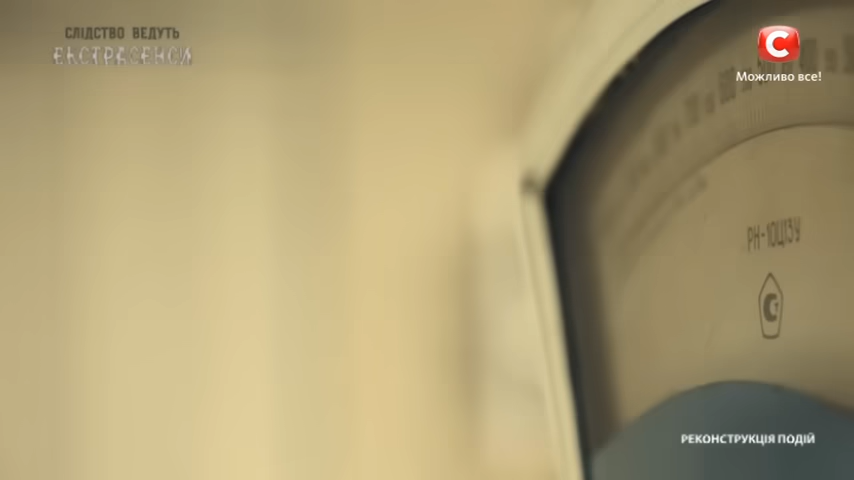 СЛІДСТВО ВЕДУТЬ
ЕКСТРАСЕНСИ
С
Можливо все!
РН-10Ц13У
РЕКОНСТРУКЦІЯ ПОДІЙ